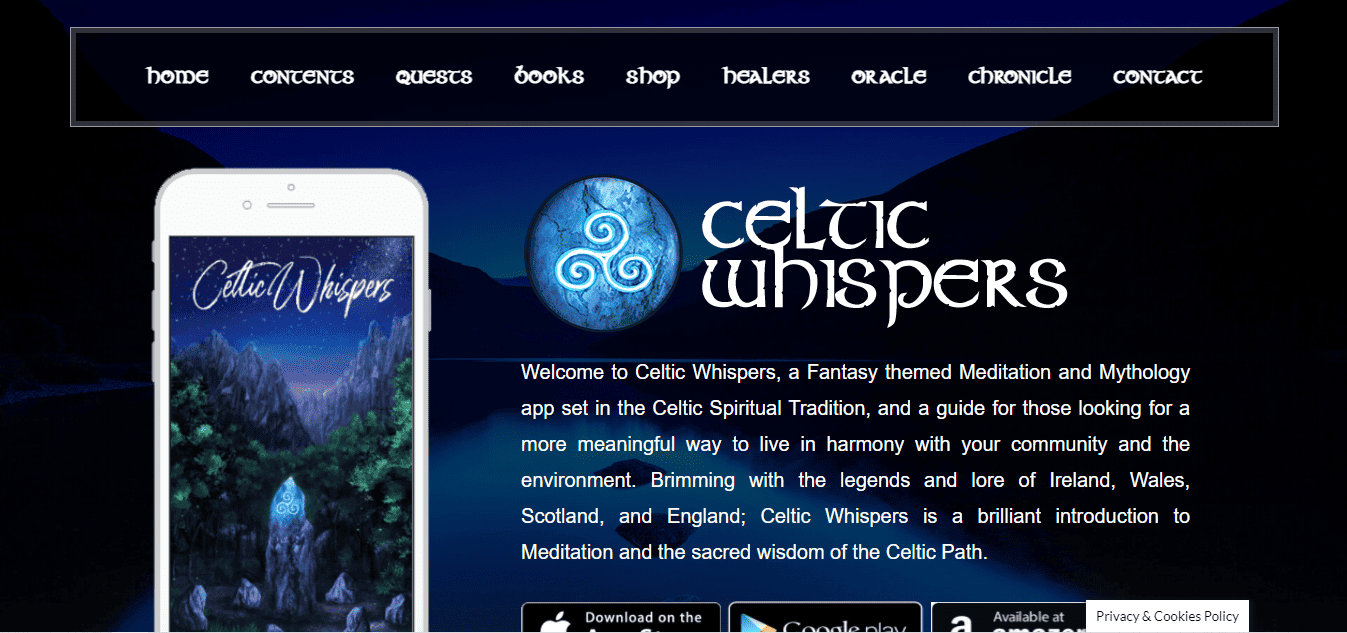 home contents quests books shop healers oracle chronicle contact
Celtic Whispers
celtic
whispers
Welcome to Celtic Whispers, a Fantasy themed Meditation and Mythology
app set in the Celtic Spiritual Tradition, and a guide for those looking for a
more meaningful way to live in harmony with your community and the
environment. Brimming with the legends and lore of Ireland, Wales,
Scotland, and England; Celtic Whispers is a brilliant introduction to
Meditation and the sacred wisdom of the Celtic Path.
Download on the
App Store
Google play
Available at
amazon
Privacy & Cookies Policy